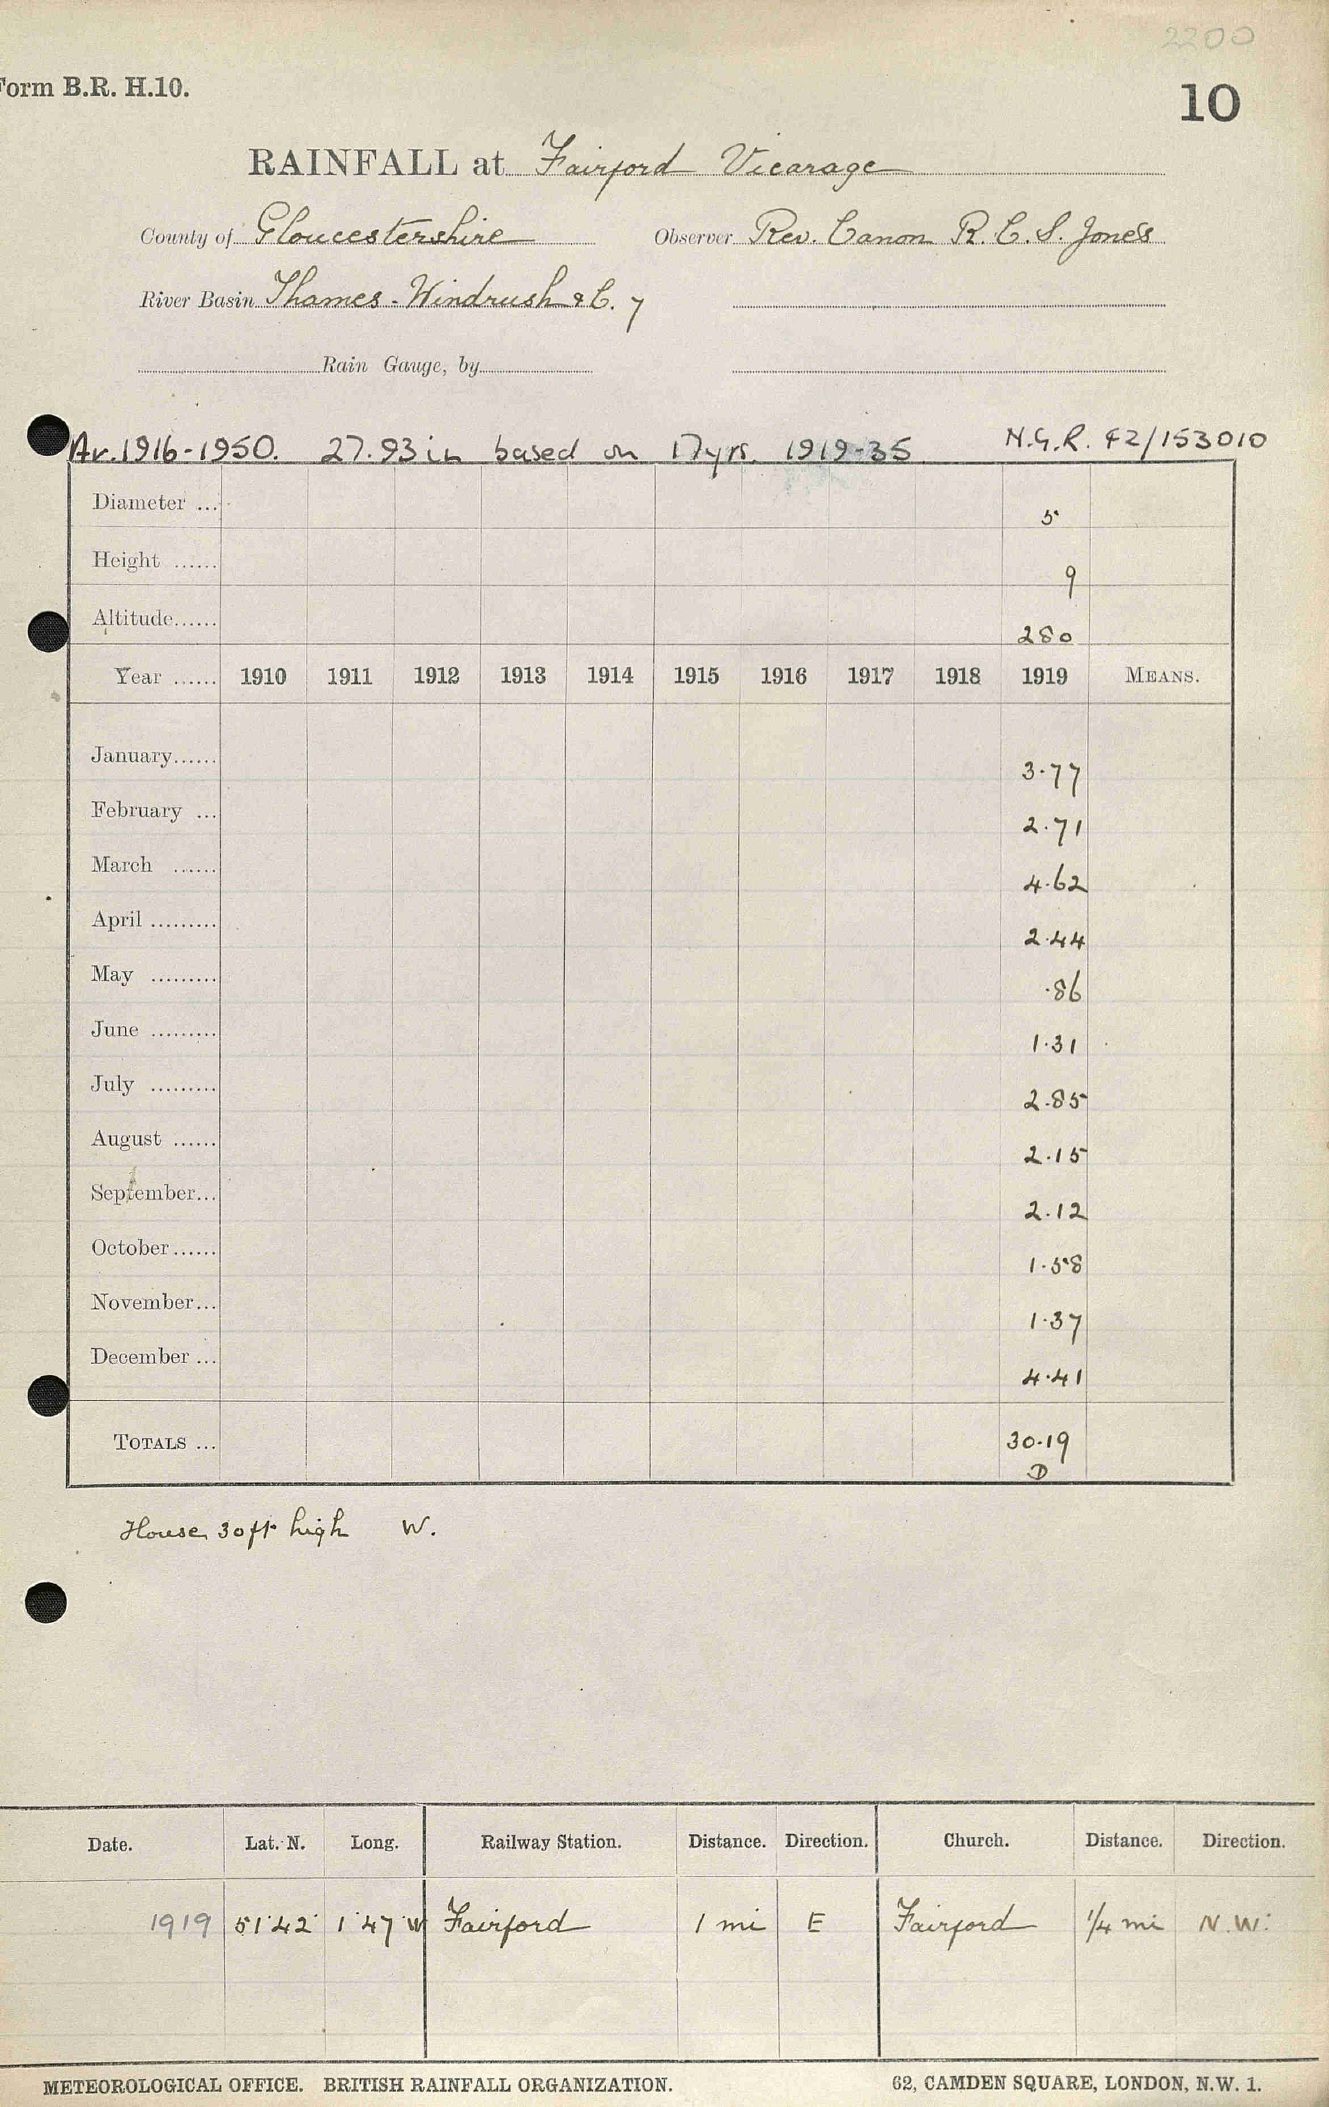 2200
Form B.R. H.10.
10
RAINFALL at Fairford Vicarage
County of Gloucestershire Observer Rev. Canon R. C. S. Jones
River Basin Thames - Windrush &C. 7
Rain Gauge, by
Av. 1916-1950. 27.93 in based on 17 yrs. 1919-35 N.G.R. 42/153010
Diameter ... 5
Height ...... 9
Altitude...... 280
Year ...... 1910 1911 1912 1913 1914 1915 1916 1917 1918 1919 MEANS.
January...... 3.77
February ... 2.71
March ...... 4.62
April ......... 2.44
May ......... .86
June ......... 1.31
July ......... 2.85
August ...... 2.15
September... 2.12
October...... 1.58
November... 1.37
December ... 4.41
TOTALS ... 30.19
D
House 30 ft high W.
Date. Lat. N. Long. Railway Station. Distance. Direction. Church. Distance. Direction.
1919 51°42' 1°47'W Fairford 1 mi E Fairford 1/4 mi N.W.
METEOROLOGICAL OFFICE. BRITISH RAINFALL ORGANIZATION. 62, CAMDEN SQUARE, LONDON, N.W. 1.